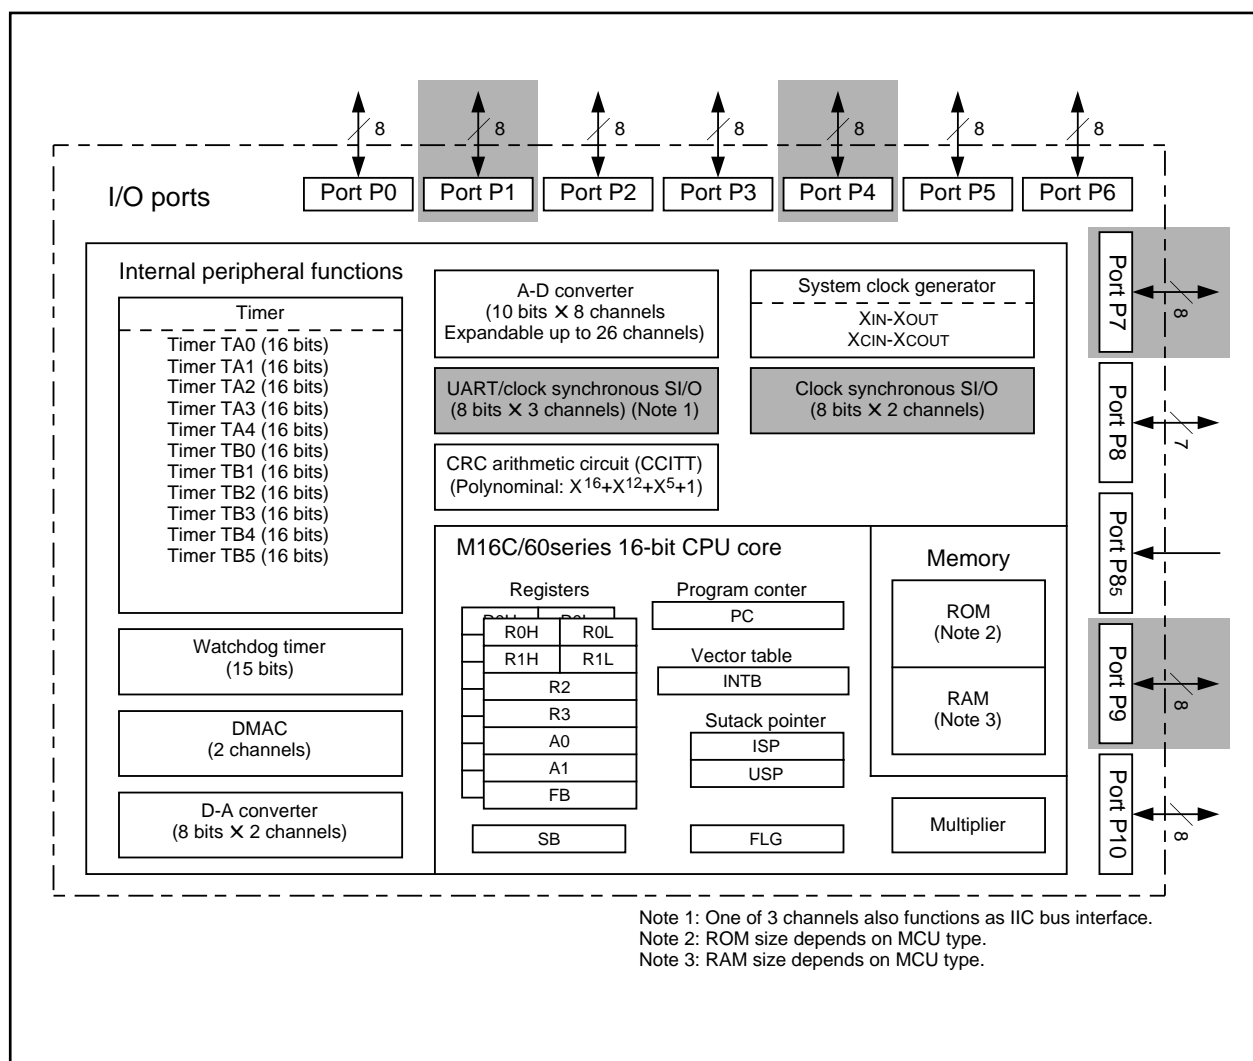 8 8 8 8 8 8 8
Port P0 Port P1 Port P2 Port P3 Port P4 Port P5 Port P6
I/O ports
Internal peripheral functions
Timer
Timer TA0 (16 bits)
Timer TA1 (16 bits)
Timer TA2 (16 bits)
Timer TA3 (16 bits)
Timer TA4 (16 bits)
Timer TB0 (16 bits)
Timer TB1 (16 bits)
Timer TB2 (16 bits)
Timer TB3 (16 bits)
Timer TB4 (16 bits)
Timer TB5 (16 bits)
Watchdog timer
(15 bits)
DMAC
(2 channels)
D-A converter
(8 bits X 2 channels)
A-D converter
(10 bits X 8 channels
Expandable up to 26 channels)
UART/clock synchronous SI/O
(8 bits X 3 channels) (Note 1)
CRC arithmetic circuit (CCITT)
(Polynominal: X16+X12+X5+1)
System clock generator
XIN-XOUT
XCIN-XCOUT
Clock synchronous SI/O
(8 bits X 2 channels)
M16C/60series 16-bit CPU core
Registers
R0H R0L
R0H R0L
R1H R1L
R2
R3
A0
A1
FB
SB
Program conter
PC
Vector table
INTB
Sutack pointer
ISP
USP
FLG
Memory
ROM
(Note 2)
RAM
(Note 3)
Multiplier
Port P7
8
Port P8
7
Port P85
Port P9
8
Port P10
8
Note 1: One of 3 channels also functions as IIC bus interface.
Note 2: ROM size depends on MCU type.
Note 3: RAM size depends on MCU type.